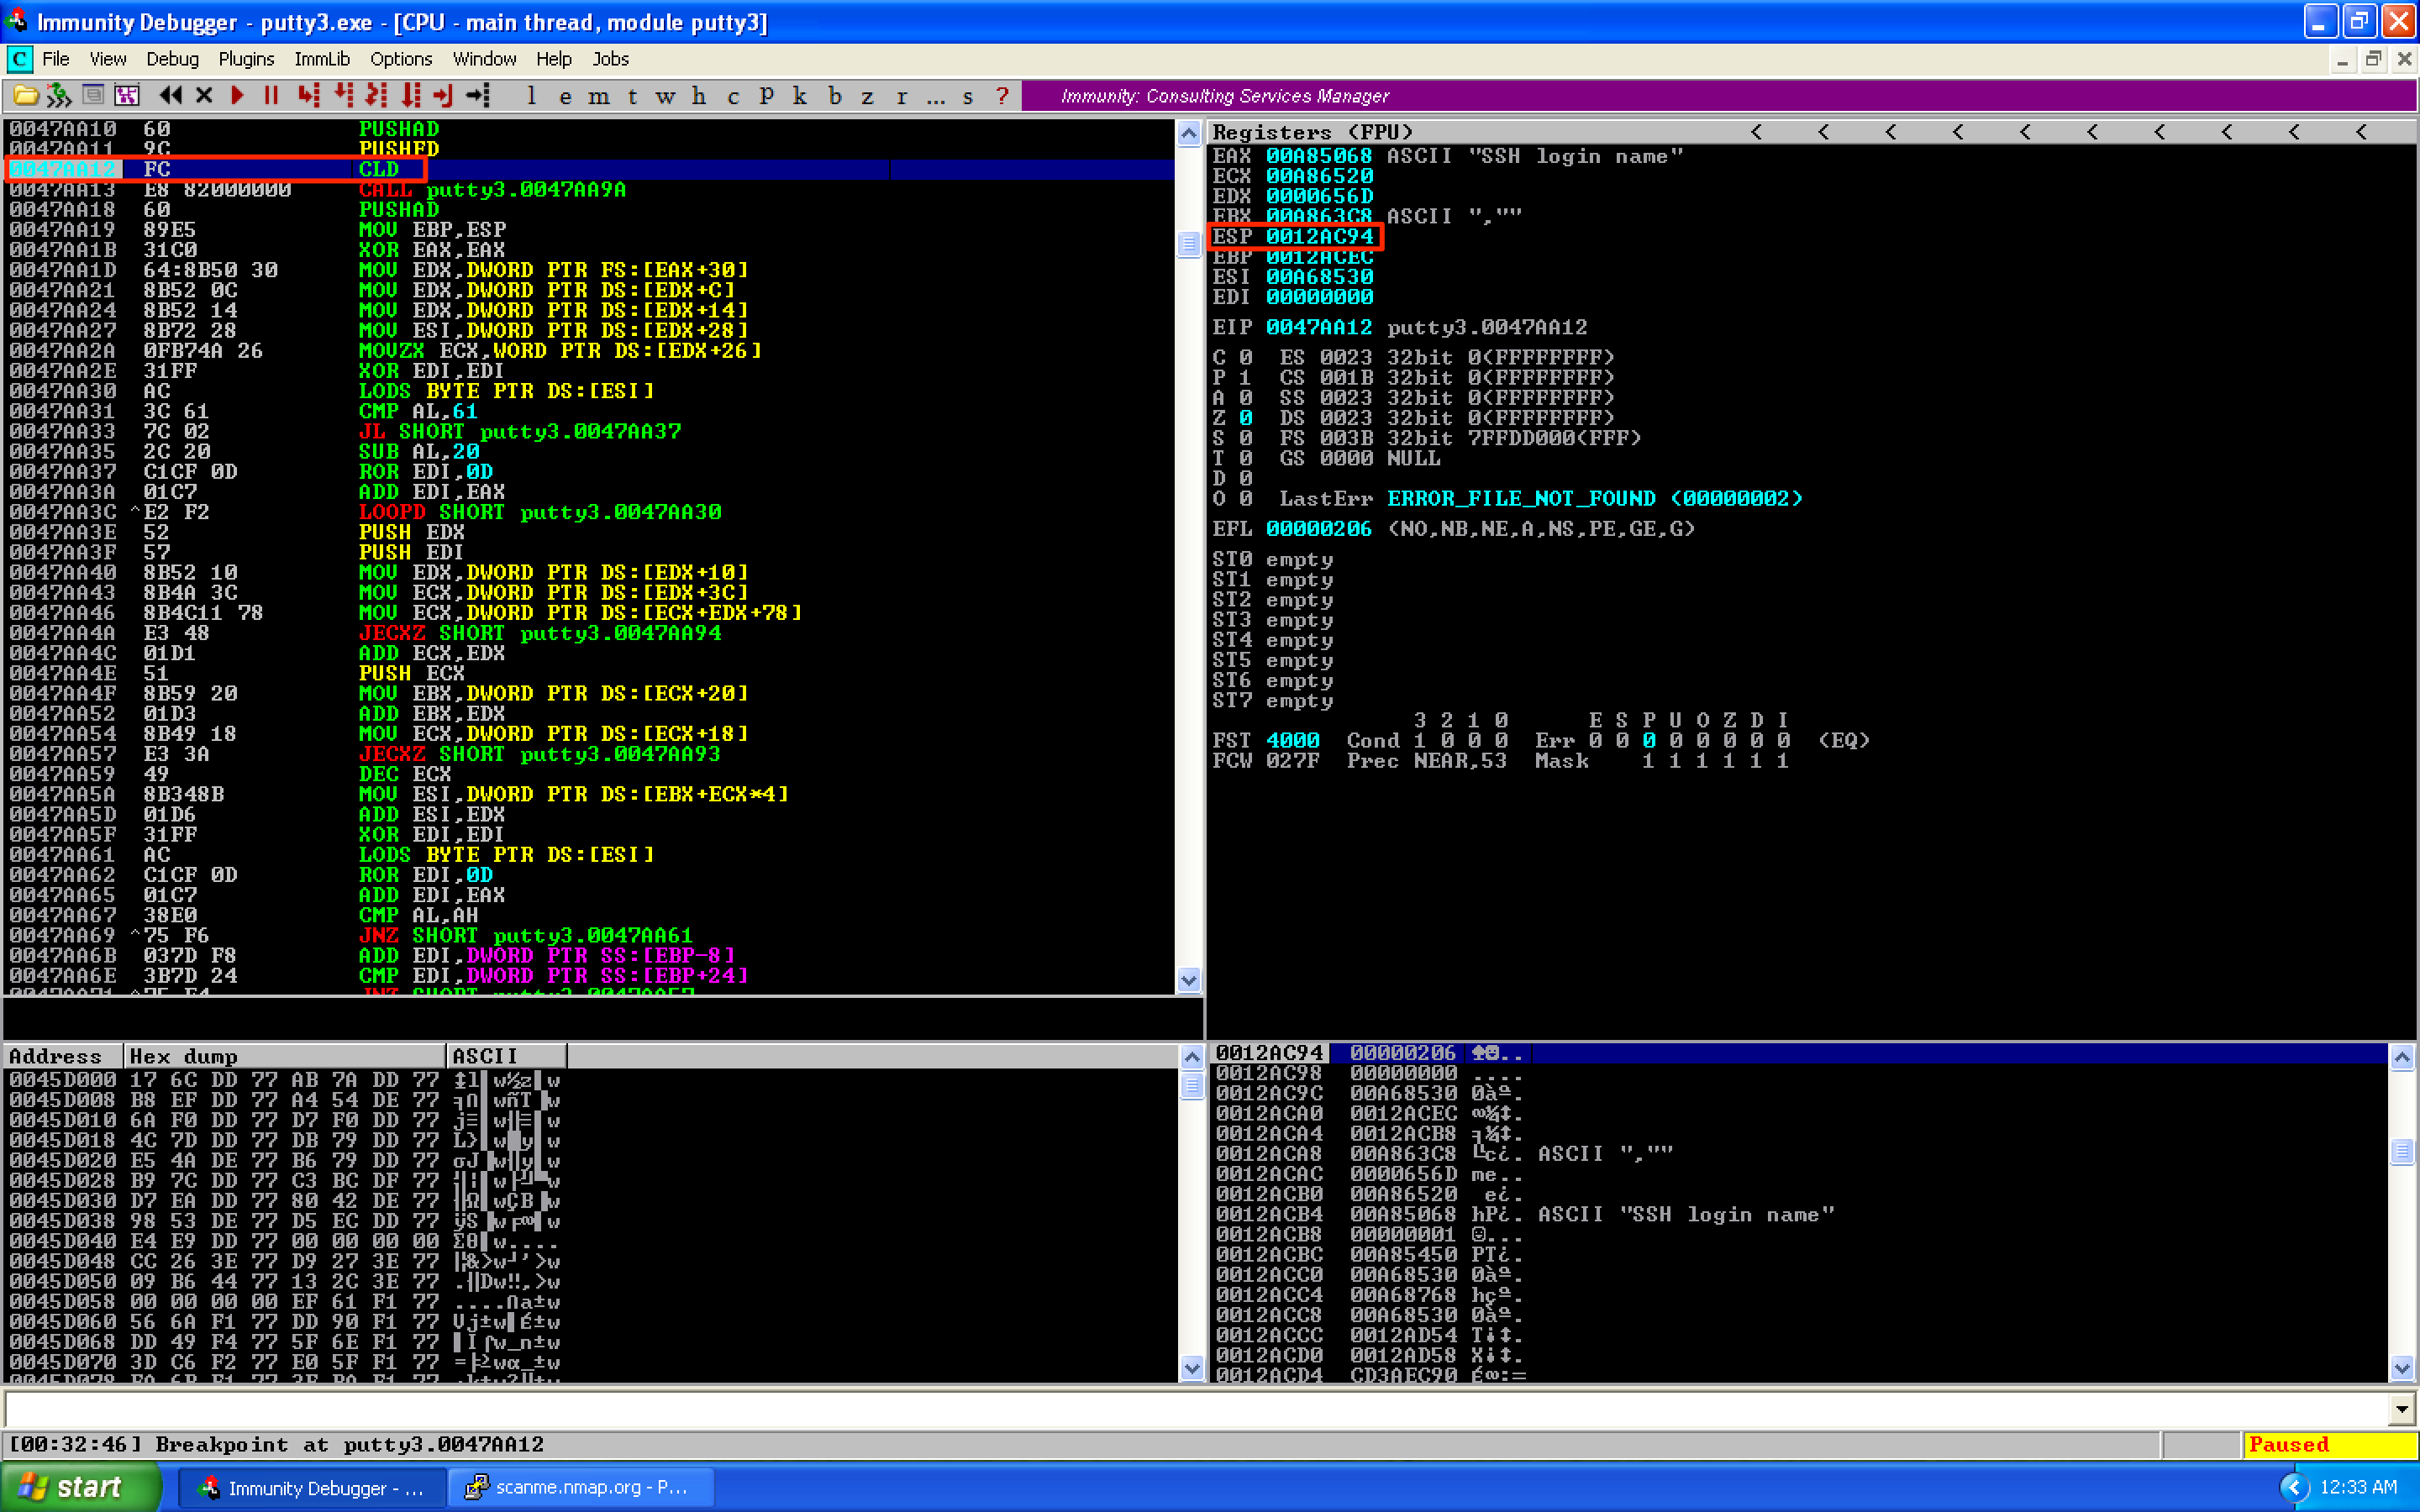 Immunity Debugger - putty3.exe - [CPU - main thread, module putty3]
C File View Debug Plugins ImmLib Options Window Help Jobs
l e m t w h c P k b z r ... s ? Immunity: Consulting Services Manager
0047AA10 60 PUSHAD
0047AA11 9C PUSHFD
0047AA12 FC CLD
0047AA13 E8 82000000 CALL putty3.0047AA9A
0047AA18 60 PUSHAD
0047AA19 89E5 MOV EBP,ESP
0047AA1B 31C0 XOR EAX,EAX
0047AA1D 64:8B50 30 MOV EDX,DWORD PTR FS:[EAX+30]
0047AA21 8B52 0C MOV EDX,DWORD PTR DS:[EDX+C]
0047AA24 8B52 14 MOV EDX,DWORD PTR DS:[EDX+14]
0047AA27 8B72 28 MOV ESI,DWORD PTR DS:[EDX+28]
0047AA2A 0FB74A 26 MOVZX ECX,WORD PTR DS:[EDX+26]
0047AA2E 31FF XOR EDI,EDI
0047AA30 AC LODS BYTE PTR DS:[ESI]
0047AA31 3C 61 CMP AL,61
0047AA33 7C 02 JL SHORT putty3.0047AA37
0047AA35 2C 20 SUB AL,20
0047AA37 C1CF 0D ROR EDI,0D
0047AA3A 01C7 ADD EDI,EAX
0047AA3C ^E2 F2 LOOPD SHORT putty3.0047AA30
0047AA3E 52 PUSH EDX
0047AA3F 57 PUSH EDI
0047AA40 8B52 10 MOV EDX,DWORD PTR DS:[EDX+10]
0047AA43 8B4A 3C MOV ECX,DWORD PTR DS:[EDX+3C]
0047AA46 8B4C11 78 MOV ECX,DWORD PTR DS:[ECX+EDX+78]
0047AA4A E3 48 JECXZ SHORT putty3.0047AA94
0047AA4C 01D1 ADD ECX,EDX
0047AA4E 51 PUSH ECX
0047AA4F 8B59 20 MOV EBX,DWORD PTR DS:[ECX+20]
0047AA52 01D3 ADD EBX,EDX
0047AA54 8B49 18 MOV ECX,DWORD PTR DS:[ECX+18]
0047AA57 E3 3A JECXZ SHORT putty3.0047AA93
0047AA59 49 DEC ECX
0047AA5A 8B348B MOV ESI,DWORD PTR DS:[EBX+ECX*4]
0047AA5D 01D6 ADD ESI,EDX
0047AA5F 31FF XOR EDI,EDI
0047AA61 AC LODS BYTE PTR DS:[ESI]
0047AA62 C1CF 0D ROR EDI,0D
0047AA65 01C7 ADD EDI,EAX
0047AA67 38E0 CMP AL,AH
0047AA69 ^75 F6 JNZ SHORT putty3.0047AA61
0047AA6B 037D F8 ADD EDI,DWORD PTR SS:[EBP-8]
0047AA6E 3B7D 24 CMP EDI,DWORD PTR SS:[EBP+24]
Registers (FPU) < < < < < < < < < <
EAX 00A85068 ASCII "SSH login name"
ECX 00A86520
EDX 0000656D
EBX 00A863C8 ASCII ",""
ESP 0012AC94
EBP 0012ACEC
ESI 00A68530
EDI 00000000
EIP 0047AA12 putty3.0047AA12
C 0 ES 0023 32bit 0(FFFFFFFF)
P 1 CS 001B 32bit 0(FFFFFFFF)
A 0 SS 0023 32bit 0(FFFFFFFF)
Z 0 DS 0023 32bit 0(FFFFFFFF)
S 0 FS 003B 32bit 7FFDD000(FFF)
T 0 GS 0000 NULL
D 0
O 0 LastErr ERROR_FILE_NOT_FOUND (00000002)
EFL 00000206 (NO,NB,NE,A,NS,PE,GE,G)
ST0 empty
ST1 empty
ST2 empty
ST3 empty
ST4 empty
ST5 empty
ST6 empty
ST7 empty
3 2 1 0 E S P U O Z D I
FST 4000 Cond 1 0 0 0 Err 0 0 0 0 0 0 0 0 (EQ)
FCW 027F Prec NEAR,53 Mask 1 1 1 1 1 1
Address Hex dump ASCII
0045D000 17 6C DD 77 AB 7A DD 77
0045D008 B8 EF DD 77 A4 54 DE 77
0045D010 6A F0 DD 77 D7 F0 DD 77
0045D018 4C 7D DD 77 DB 79 DD 77
0045D020 E5 4A DE 77 B6 79 DD 77
0045D028 B9 7C DD 77 C3 BC DF 77
0045D030 D7 EA DD 77 80 42 DE 77
0045D038 98 53 DE 77 D5 EC DD 77
0045D040 E4 E9 DD 77 00 00 00 00
0045D048 CC 26 3E 77 D9 27 3E 77
0045D050 09 B6 44 77 13 2C 3E 77
0045D058 00 00 00 00 EF 61 F1 77
0045D060 56 6A F1 77 DD 90 F1 77
0045D068 DD 49 F4 77 5F 6E F1 77
0045D070 3D C6 F2 77 E0 5F F1 77
0012AC94 00000206
0012AC98 00000000 ....
0012AC9C 00A68530 0àª.
0012ACA0 0012ACEC
0012ACA4 0012ACB8
0012ACA8 00A863C8 ASCII ",""
0012ACAC 0000656D me..
0012ACB0 00A86520 e¿.
0012ACB4 00A85068 hP¿. ASCII "SSH login name"
0012ACB8 00000001
0012ACBC 00A85450 PT¿.
0012ACC0 00A68530 0àª.
0012ACC4 00A68768 hçª.
0012ACC8 00A68530 0àª.
0012ACCC 0012AD54
0012ACD0 0012AD58
0012ACD4 CD3AEC90
[00:32:46] Breakpoint at putty3.0047AA12
Paused
start Immunity Debugger - ... scanme.nmap.org - P... 12:33 AM